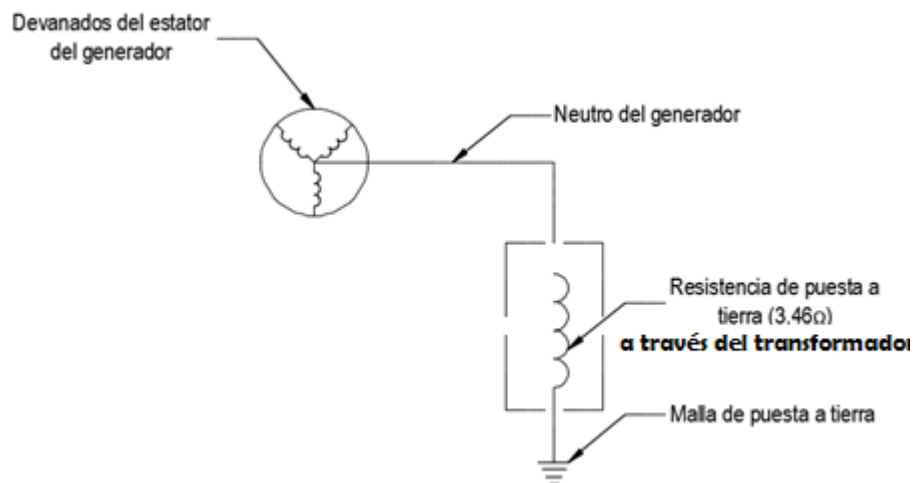 Devanados del estator
del generador
Neutro del generador
Resistencia de puesta a
tierra (3.46Ω)
a través del transformador
Malla de puesta a tierra